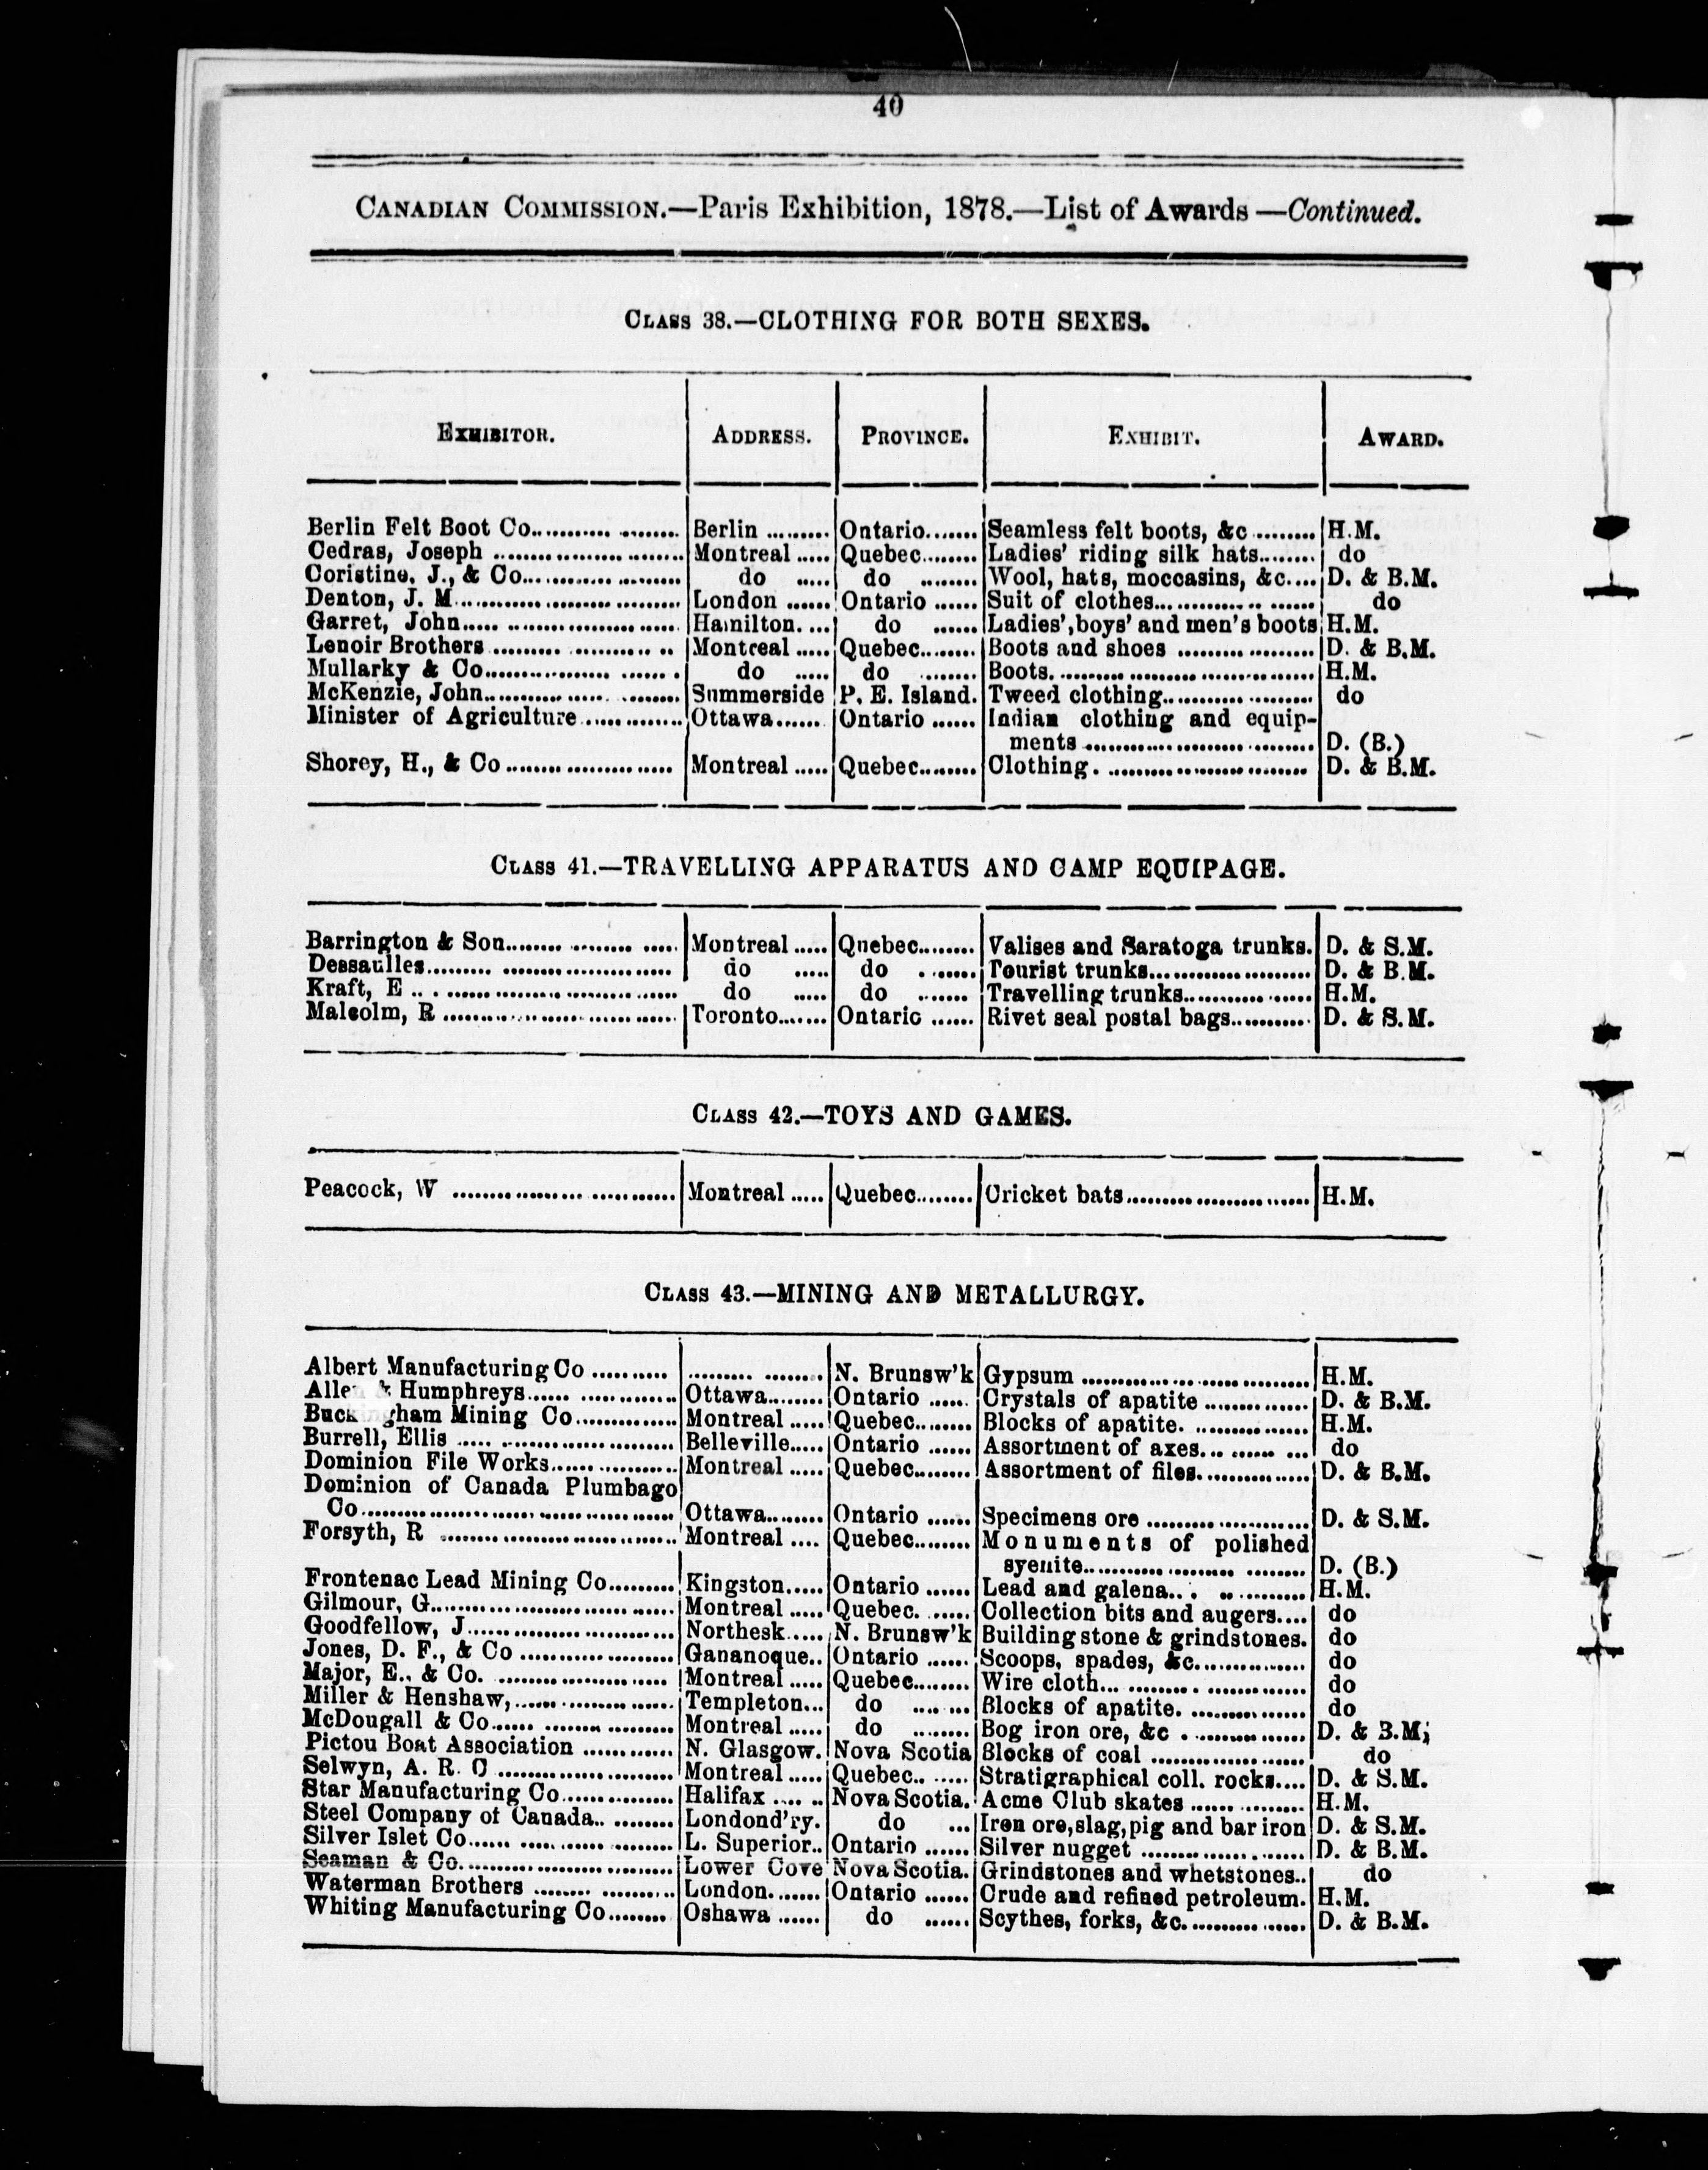 40
CANADIAN COMMISSION.—Paris Exhibition, 1878.—List of Awards—Continued.
CLASS 38.—CLOTHING FOR BOTH SEXES.
EXHIBITOR. ADDRESS. PROVINCE. EXHIBIT. AWARD.
Berlin Felt Boot Co. Berlin Ontario Seamless felt boots, &c H.M.
Cedras, Joseph Montreal Quebec Ladies' riding silk hats do
Coristine, J., & Co. do do Wool, hats, moccasins, &c. D. & B.M.
Denton, J. M. London Ontario Suit of clothes do
Garret, John Hamilton. do Ladies', boys' and men's boots H.M.
Lenoir Brothers Montreal Quebec Boots and shoes D. & B.M.
Mullarky & Co. do do Boots. H.M.
McKenzie, John Summerside P. E. Island. Tweed clothing do
Minister of Agriculture Ottawa Ontario Indian clothing and equip-
ments D. (B.)
Shorey, H., & Co Montreal Quebec Clothing. D. & B.M.
CLASS 41.—TRAVELLING APPARATUS AND CAMP EQUIPAGE.
Barrington & Son Montreal Quebec Valises and Saratoga trunks. D. & S.M.
Dessaulles do do Tourist trunks D. & B.M.
Kraft, E do do Travelling trunks H.M.
Malcolm, R Toronto Ontario Rivet seal postal bags D. & S.M.
CLASS 42.—TOYS AND GAMES.
Peacock, W Montreal Quebec Cricket bats H.M.
CLASS 43.—MINING AND METALLURGY.
Albert Manufacturing Co N. Brunsw'k Gypsum H.M.
Allen & Humphreys Ottawa Ontario Crystals of apatite D. & B.M.
Buckingham Mining Co. Montreal Quebec Blocks of apatite. H.M.
Burrell, Ellis Belleville Ontario Assortment of axes do
Dominion File Works Montreal Quebec Assortment of files D. & B.M.
Dominion of Canada Plumbago
Co. Ottawa Ontario Specimens ore D. & S.M.
Forsyth, R Montreal Quebec Monuments of polished
syenite D. (B.)
Frontenac Lead Mining Co. Kingston Ontario Lead and galena H.M.
Gilmour, G. Montreal Quebec. Collection bits and augers do
Goodfellow, J. Northesk N. Brunsw'k Building stone & grindstones. do
Jones, D. F., & Co Gananoque Ontario Scoops, spades, &c. do
Major, E., & Co. Montreal Quebec Wire cloth do
Miller & Henshaw, Templeton do Blocks of apatite. do
McDougall & Co. Montreal do Bog iron ore, &c D. & B.M;
Pictou Boat Association N. Glasgow. Nova Scotia Blocks of coal do
Selwyn, A. R. C Montreal Quebec Stratigraphical coll. rocks D. & S.M.
Star Manufacturing Co. Halifax Nova Scotia. Acme Club skates H.M.
Steel Company of Canada Londond'ry. do Iron ore, slag, pig and bar iron D. & S.M.
Silver Islet Co. L. Superior Ontario Silver nugget D. & B.M.
Seaman & Co. Lower Cove Nova Scotia. Grindstones and whetstones do
Waterman Brothers London Ontario Crude and refined petroleum. H.M.
Whiting Manufacturing Co. Oshawa do Scythes, forks, &c. D. & B.M.